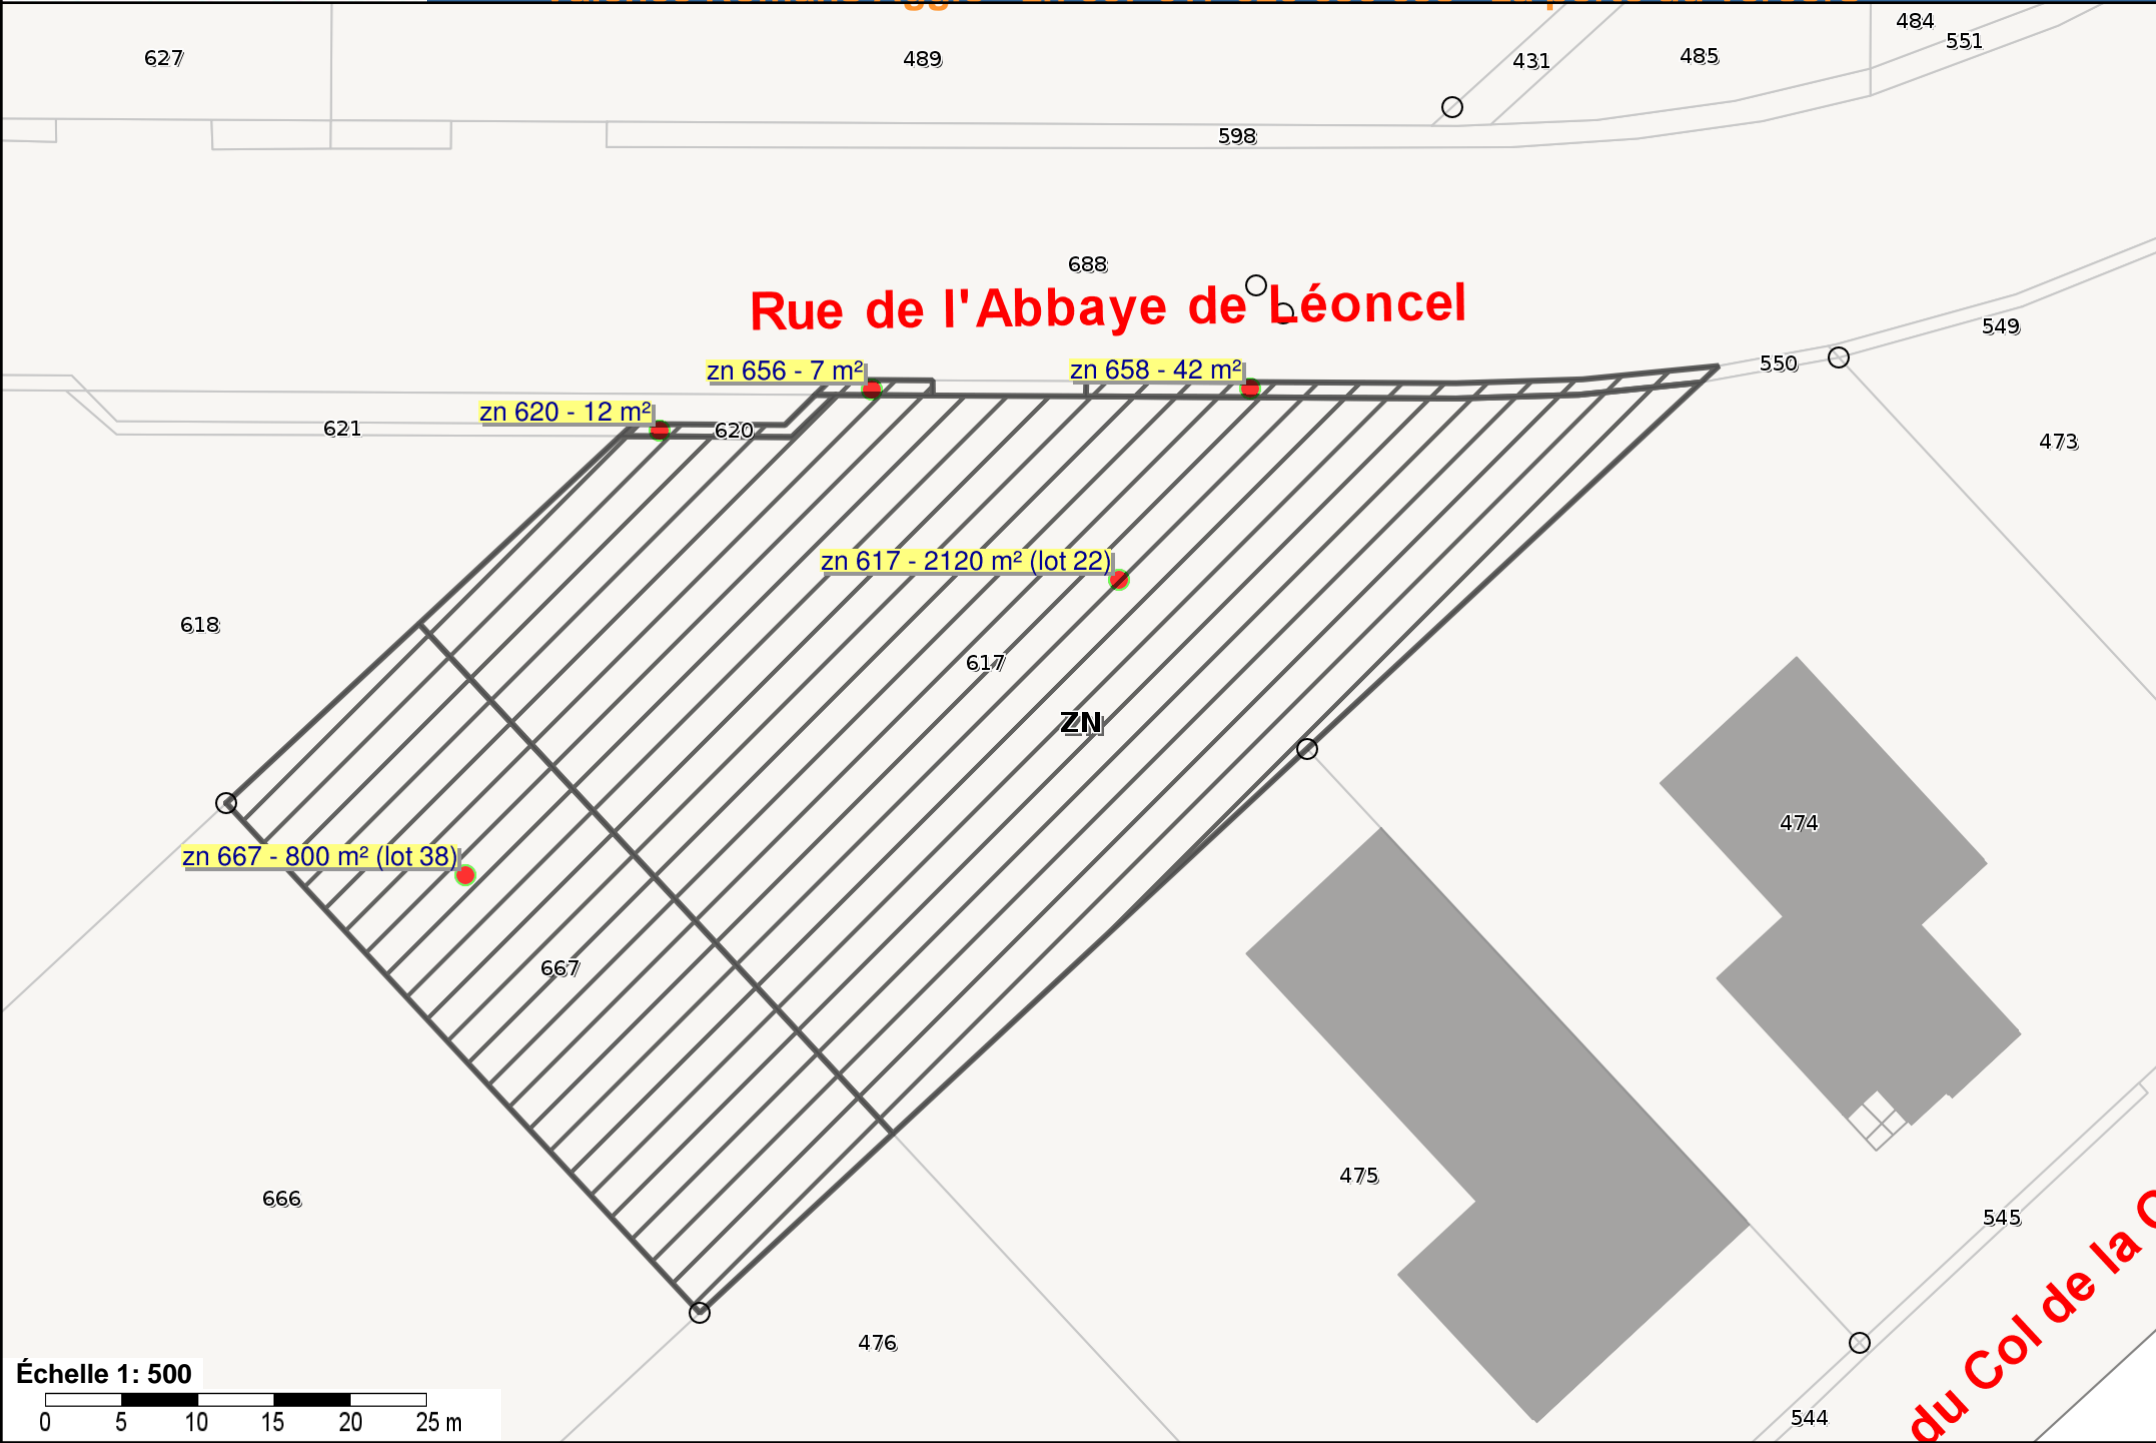 484
551
627
489
431
485
598
688
Rue de l'Abbaye de Léoncel
549
550
zn 656 - 7 m²
zn 658 - 42 m²
zn 620 - 12 m²
621
620
473
zn 617 - 2120 m² (lot 22)
618
617
ZN
474
zn 667 - 800 m² (lot 38)
667
475
666
545
476
du Col de la
544
Échelle 1: 500
0 5 10 15 20 25 m